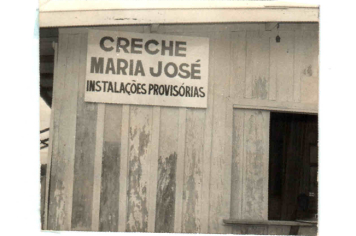 CRECHE
MARIA JOSÉ
INSTALAÇÕES PROVISÓRIAS